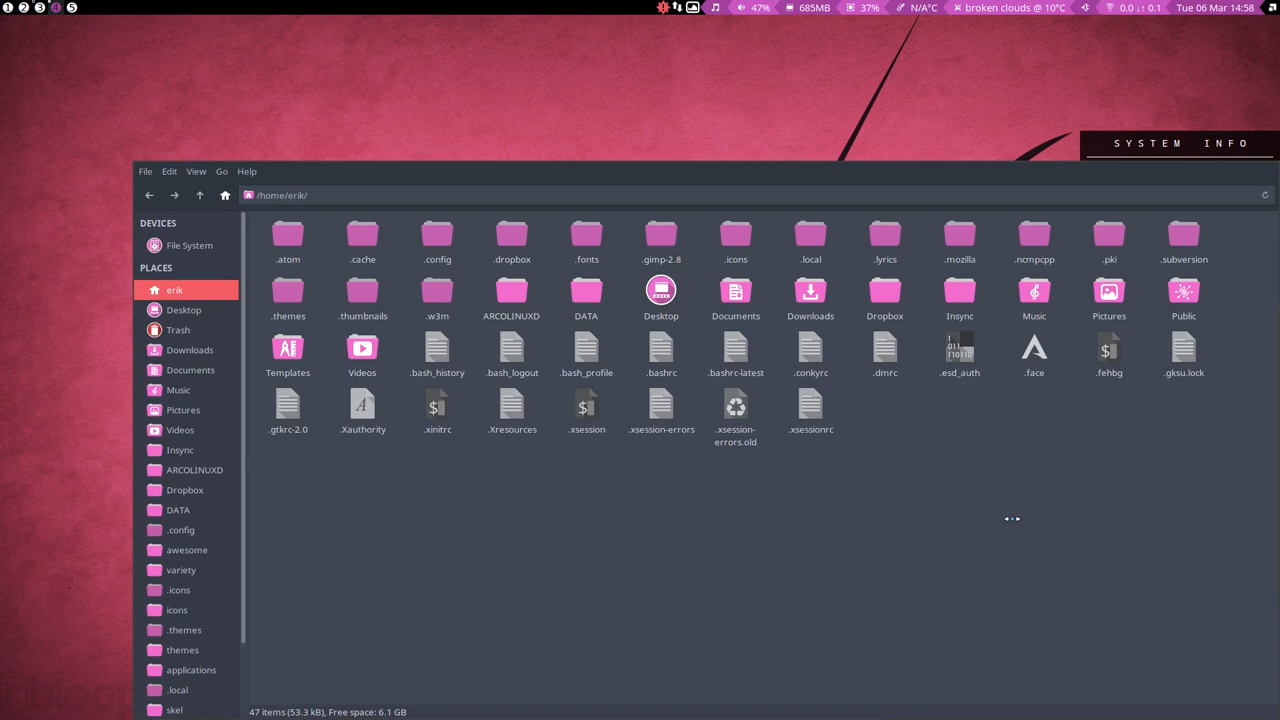 1 2 3 4 5 47% 685MB 37% N/A°C broken clouds @ 10°C 0.0 ↓↑ 0.1 Tue 06 Mar 14:58
SYSTEM INFO
File Edit View Go Help
/home/erik/
DEVICES
File System
PLACES
erik
Desktop
Trash
Downloads
Documents
Music
Pictures
Videos
Insync
ARCOLINUXD
Dropbox
DATA
.config
awesome
variety
.icons
icons
.themes
themes
applications
.local
skel
.atom .cache .config .dropbox .fonts .gimp-2.8 .icons .local .lyrics .mozilla .ncmpcpp .pki .subversion
.themes .thumbnails .w3m ARCOLINUXD DATA Desktop Documents Downloads Dropbox Insync Music Pictures Public
1
011
110110
Templates Videos .bash_history .bash_logout .bash_profile .bashrc .bashrc-latest .conkyrc .dmrc .esd_auth .face .fehbg .gksu.lock
.gtkrc-2.0 .Xauthority .xinitrc .Xresources .xsession .xsession-errors .xsession-
errors.old .xsessionrc
47 items (53.3 kB), Free space: 6.1 GB